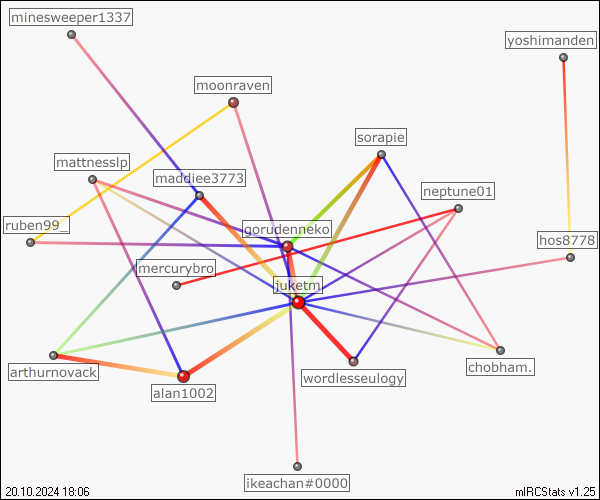 minesweeper1337
yoshimanden
moonraven
sorapie
mattnesslp
maddiee3773
neptune01
ruben99_
gorudenneko
hos8778
mercurybro
juketm
arthurnovack
chobham.
wordlesseulogy
alan1002
ikeachan#0000
20.10.2024 18:06
mIRCStats v1.25